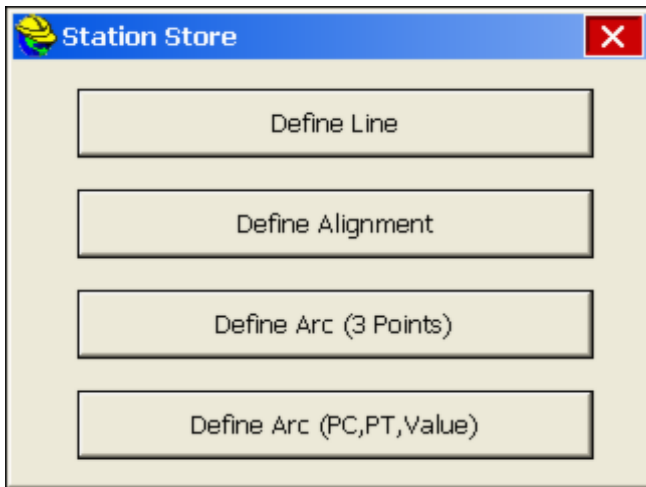 Station Store
Define Line
Define Alignment
Define Arc (3 Points)
Define Arc (PC,PT,Value)